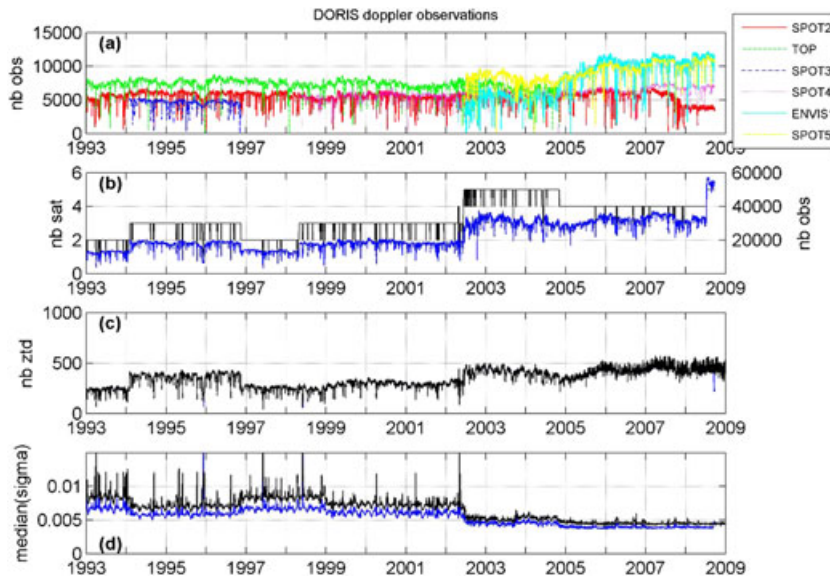 DORIS doppler observations
(a)
nb obs
15000
10000
5000
0
1993 1995 1997 1999 2001 2003 2005 2007 2009
SPOT2
TOP
SPOT3
SPOT4
ENVIS
SPOT5
(b)
nb sat
6
4
2
0
60000
40000
20000
nb obs
1993 1995 1997 1999 2001 2003 2005 2007 2009
(c)
nb ztd
1000
500
0
1993 1995 1997 1999 2001 2003 2005 2007 2009
median(sigma)
0.01
0.005
0
(d)
1993 1995 1997 1999 2001 2003 2005 2007 2009